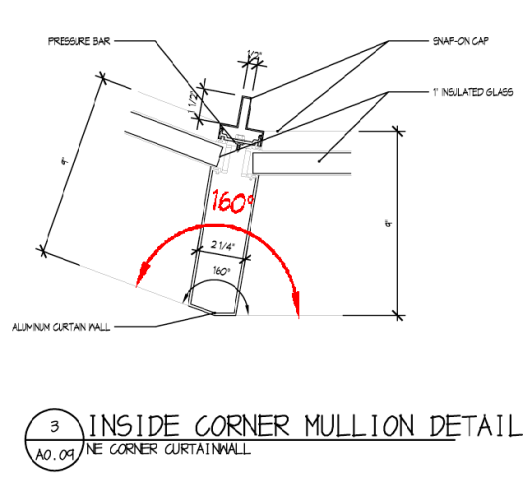 PRESSURE BAR
1/2"
SNAP-ON CAP
1 1/2"
1" INSULATED GLASS
6"
6"
160°
2 1/4"
160°
ALUMINUM CURTAIN WALL
3
INSIDE CORNER MULLION DETAIL
A0.09
NE CORNER CURTAINWALL